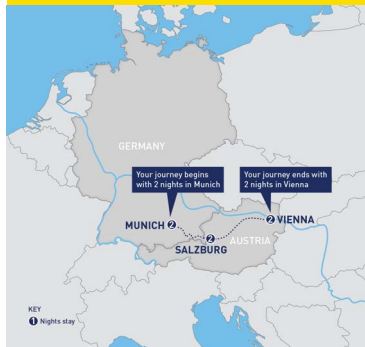 GERMANY
Your journey begins
with 2 nights in Munich
Your journey ends with
2 nights in Vienna
MUNICH 2
2 VIENNA
2
SALZBURG
AUSTRIA
KEY
1 Nights stay